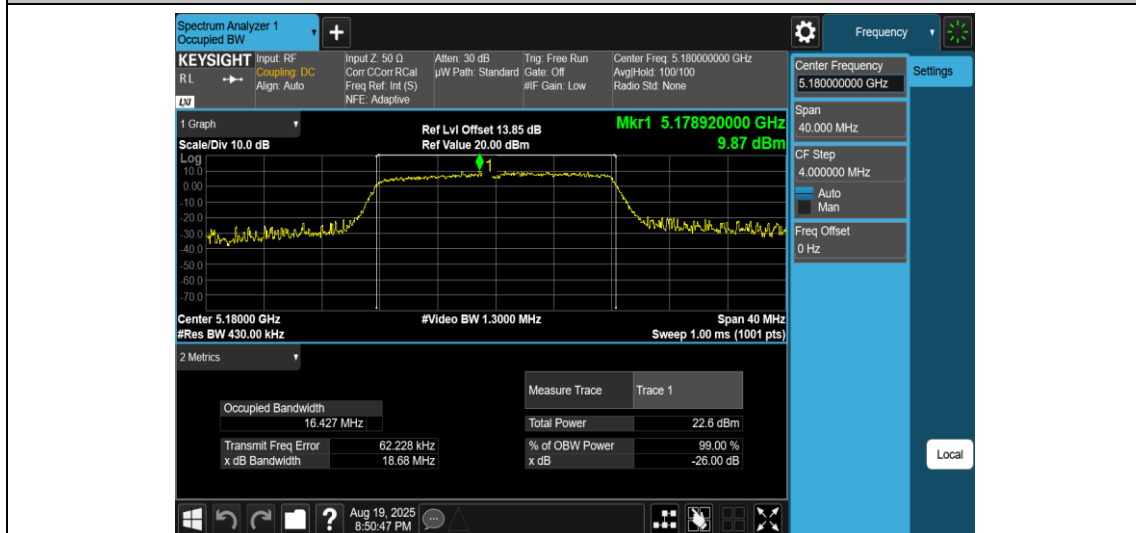 Spectrum Analyzer 1
Occupied BW
Frequency
KEYSIGHT
R L
LXI
Input: RF
Coupling: DC
Align: Auto
Input Z: 50 Ω
Corr CCorr RCal
Freq Ref: Int (S)
NFE: Adaptive
Atten: 30 dB
µW Path: Standard
Trig: Free Run
Gate: Off
#IF Gain: Low
Center Freq: 5.180000000 GHz
Avg|Hold: 100/100
Radio Std: None
Center Frequency
5.180000000 GHz
Settings
Span
40.000 MHz
CF Step
4.000000 MHz
Auto
Man
Freq Offset
0 Hz
Local
1 Graph
Scale/Div 10.0 dB
Ref Lvl Offset 13.85 dB
Ref Value 20.00 dBm
Mkr1 5.178920000 GHz
9.87 dBm
Log
10.0
0.00
-10.0
-20.0
-30.0
-40.0
-50.0
-60.0
-70.0
1
Center 5.18000 GHz
#Res BW 430.00 kHz
#Video BW 1.3000 MHz
Span 40 MHz
Sweep 1.00 ms (1001 pts)
2 Metrics
Measure Trace Trace 1
Occupied Bandwidth
16.427 MHz
Total Power 22.6 dBm
Transmit Freq Error 62.228 kHz
% of OBW Power 99.00 %
x dB Bandwidth 18.68 MHz
x dB -26.00 dB
Aug 19, 2025
8:50:47 PM